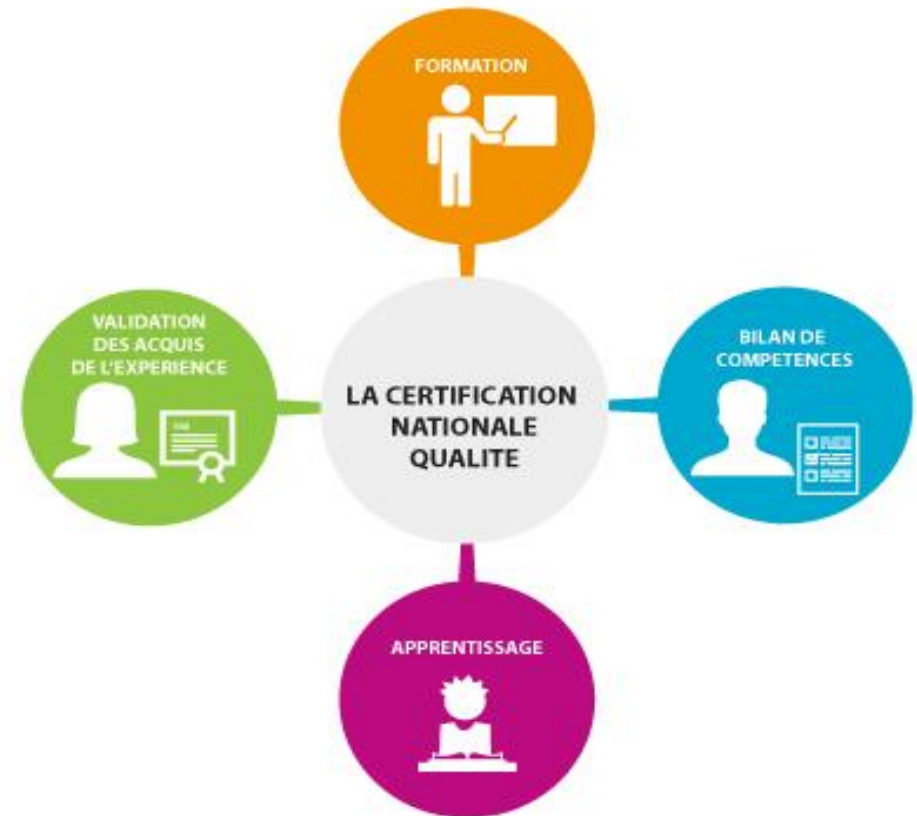 FORMATION
VALIDATION
DES ACQUIS
DE L'EXPERIENCE
BILAN DE
COMPETENCES
LA CERTIFICATION
NATIONALE
QUALITE
APPRENTISSAGE